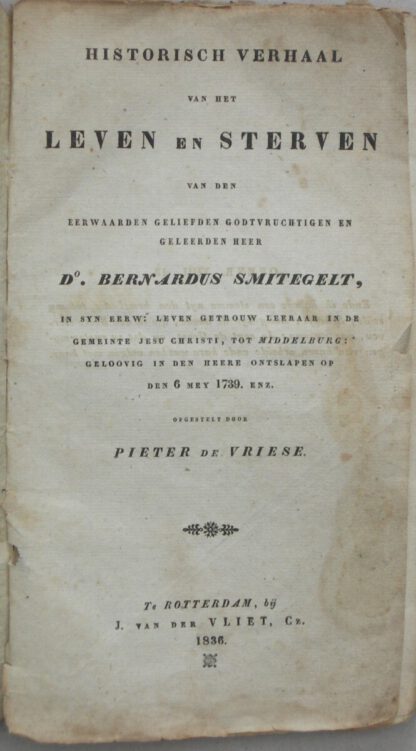 HISTORISCH VERHAAL
VAN HET
LEVEN EN STERVEN
VAN DEN
EERWAARDEN GELIEFDEN GODTVRUCHTIGEN EN
GELEERDEN HEER
Dº. BERNARDUS SMITEGELT,
IN SYN EERW: LEVEN GETROUW LEERAAR IN DE
GEMEINTE JESU CHRISTI, TOT MIDDELBURG:
GELOOVIG IN DEN HEERE ONTSLAPEN OP
DEN 6 MEY 1739. ENZ.
OPGESTELT DOOR
PIETER DE VRIESE.
Te ROTTERDAM, bij
J. VAN DER VLIET, Cz.
1836.